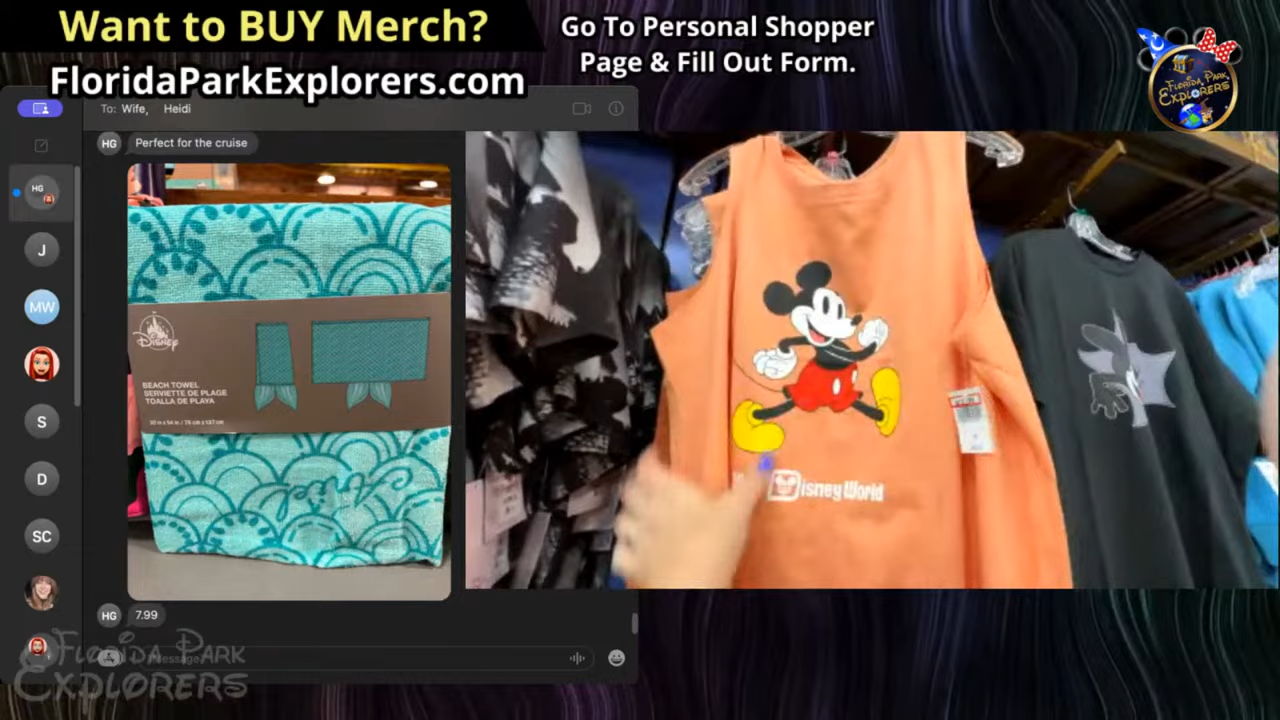 Want to BUY Merch?
FloridaParkExplorers.com
Go To Personal Shopper
Page & Fill Out Form.
FLORIDA PARK
EXPLORERS
To: Wife, Heidi
HG Perfect for the cruise
HG
J
MW
S
D
SC
Disney
BEACH TOWEL
SERVIETTE DE PLAGE
TOALLA DE PLAYA
Disney World
HG 7.99
FLORIDA PARK
EXPLORERS